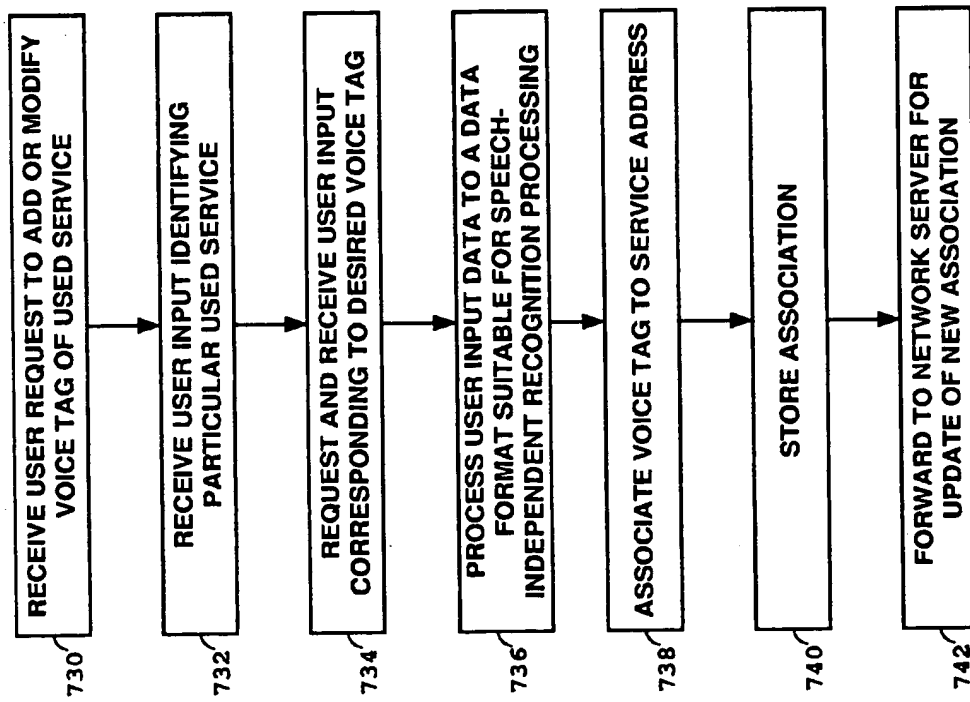 RECEIVE USER REQUEST TO ADD OR MODIFY
VOICE TAG OF USED SERVICE
730
RECEIVE USER INPUT IDENTIFYING
PARTICULAR USED SERVICE
732
REQUEST AND RECEIVE USER INPUT
CORRESPONDING TO DESIRED VOICE TAG
734
PROCESS USER INPUT DATA TO A DATA
FORMAT SUITABLE FOR SPEECH-
INDEPENDENT RECOGNITION PROCESSING
736
ASSOCIATE VOICE TAG TO SERVICE ADDRESS
738
STORE ASSOCIATION
740
FORWARD TO NETWORK SERVER FOR
UPDATE OF NEW ASSOCIATION
742